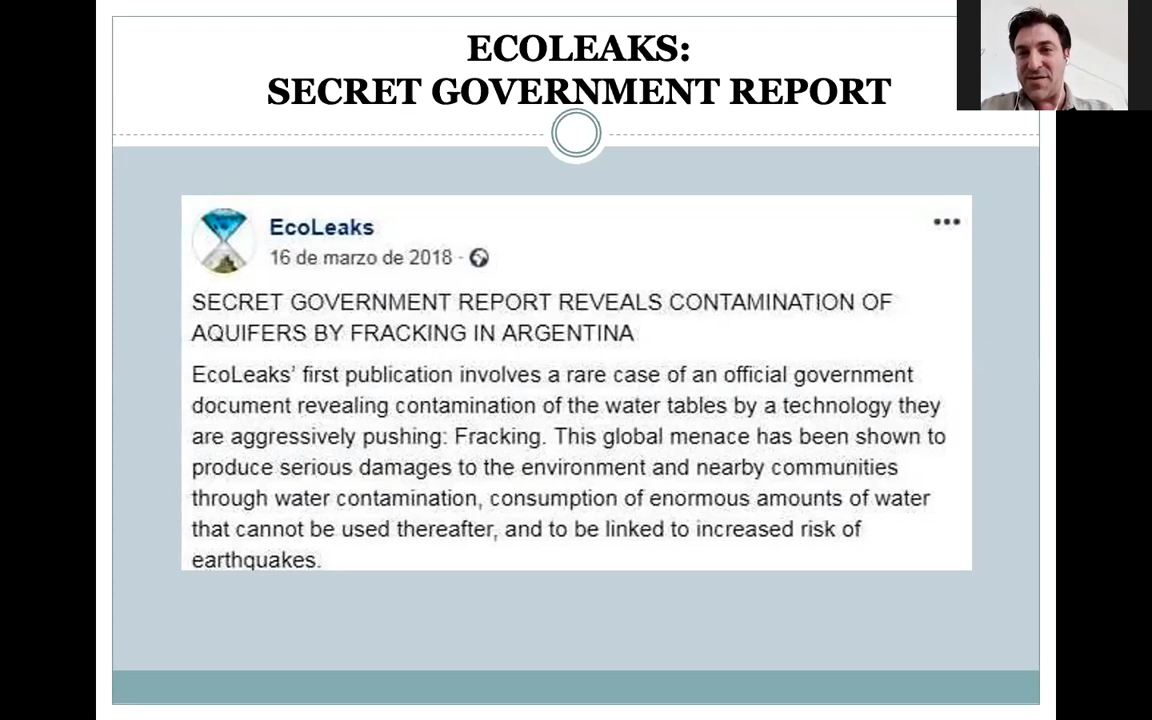 ECOLEAKS:
SECRET GOVERNMENT REPORT
EcoLeaks
16 de marzo de 2018 ·
SECRET GOVERNMENT REPORT REVEALS CONTAMINATION OF
AQUIFERS BY FRACKING IN ARGENTINA
EcoLeaks’ first publication involves a rare case of an official government
document revealing contamination of the water tables by a technology they
are aggressively pushing: Fracking. This global menace has been shown to
produce serious damages to the environment and nearby communities
through water contamination, consumption of enormous amounts of water
that cannot be used thereafter, and to be linked to increased risk of
earthquakes.